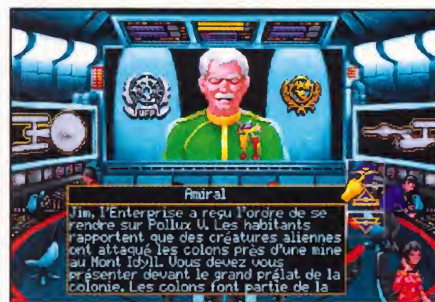 UFP
Amiral
Jim, l'Enterprise a reçu l'ordre de se
rendre sur Pollux V. Les habitants
rapportent que des créatures aliennes
ont attaqué les colons près d'une mine
au Mont Idyll. Vous devez vous
présenter devant le grand prélat de la
colonie. Les colons font partie de la